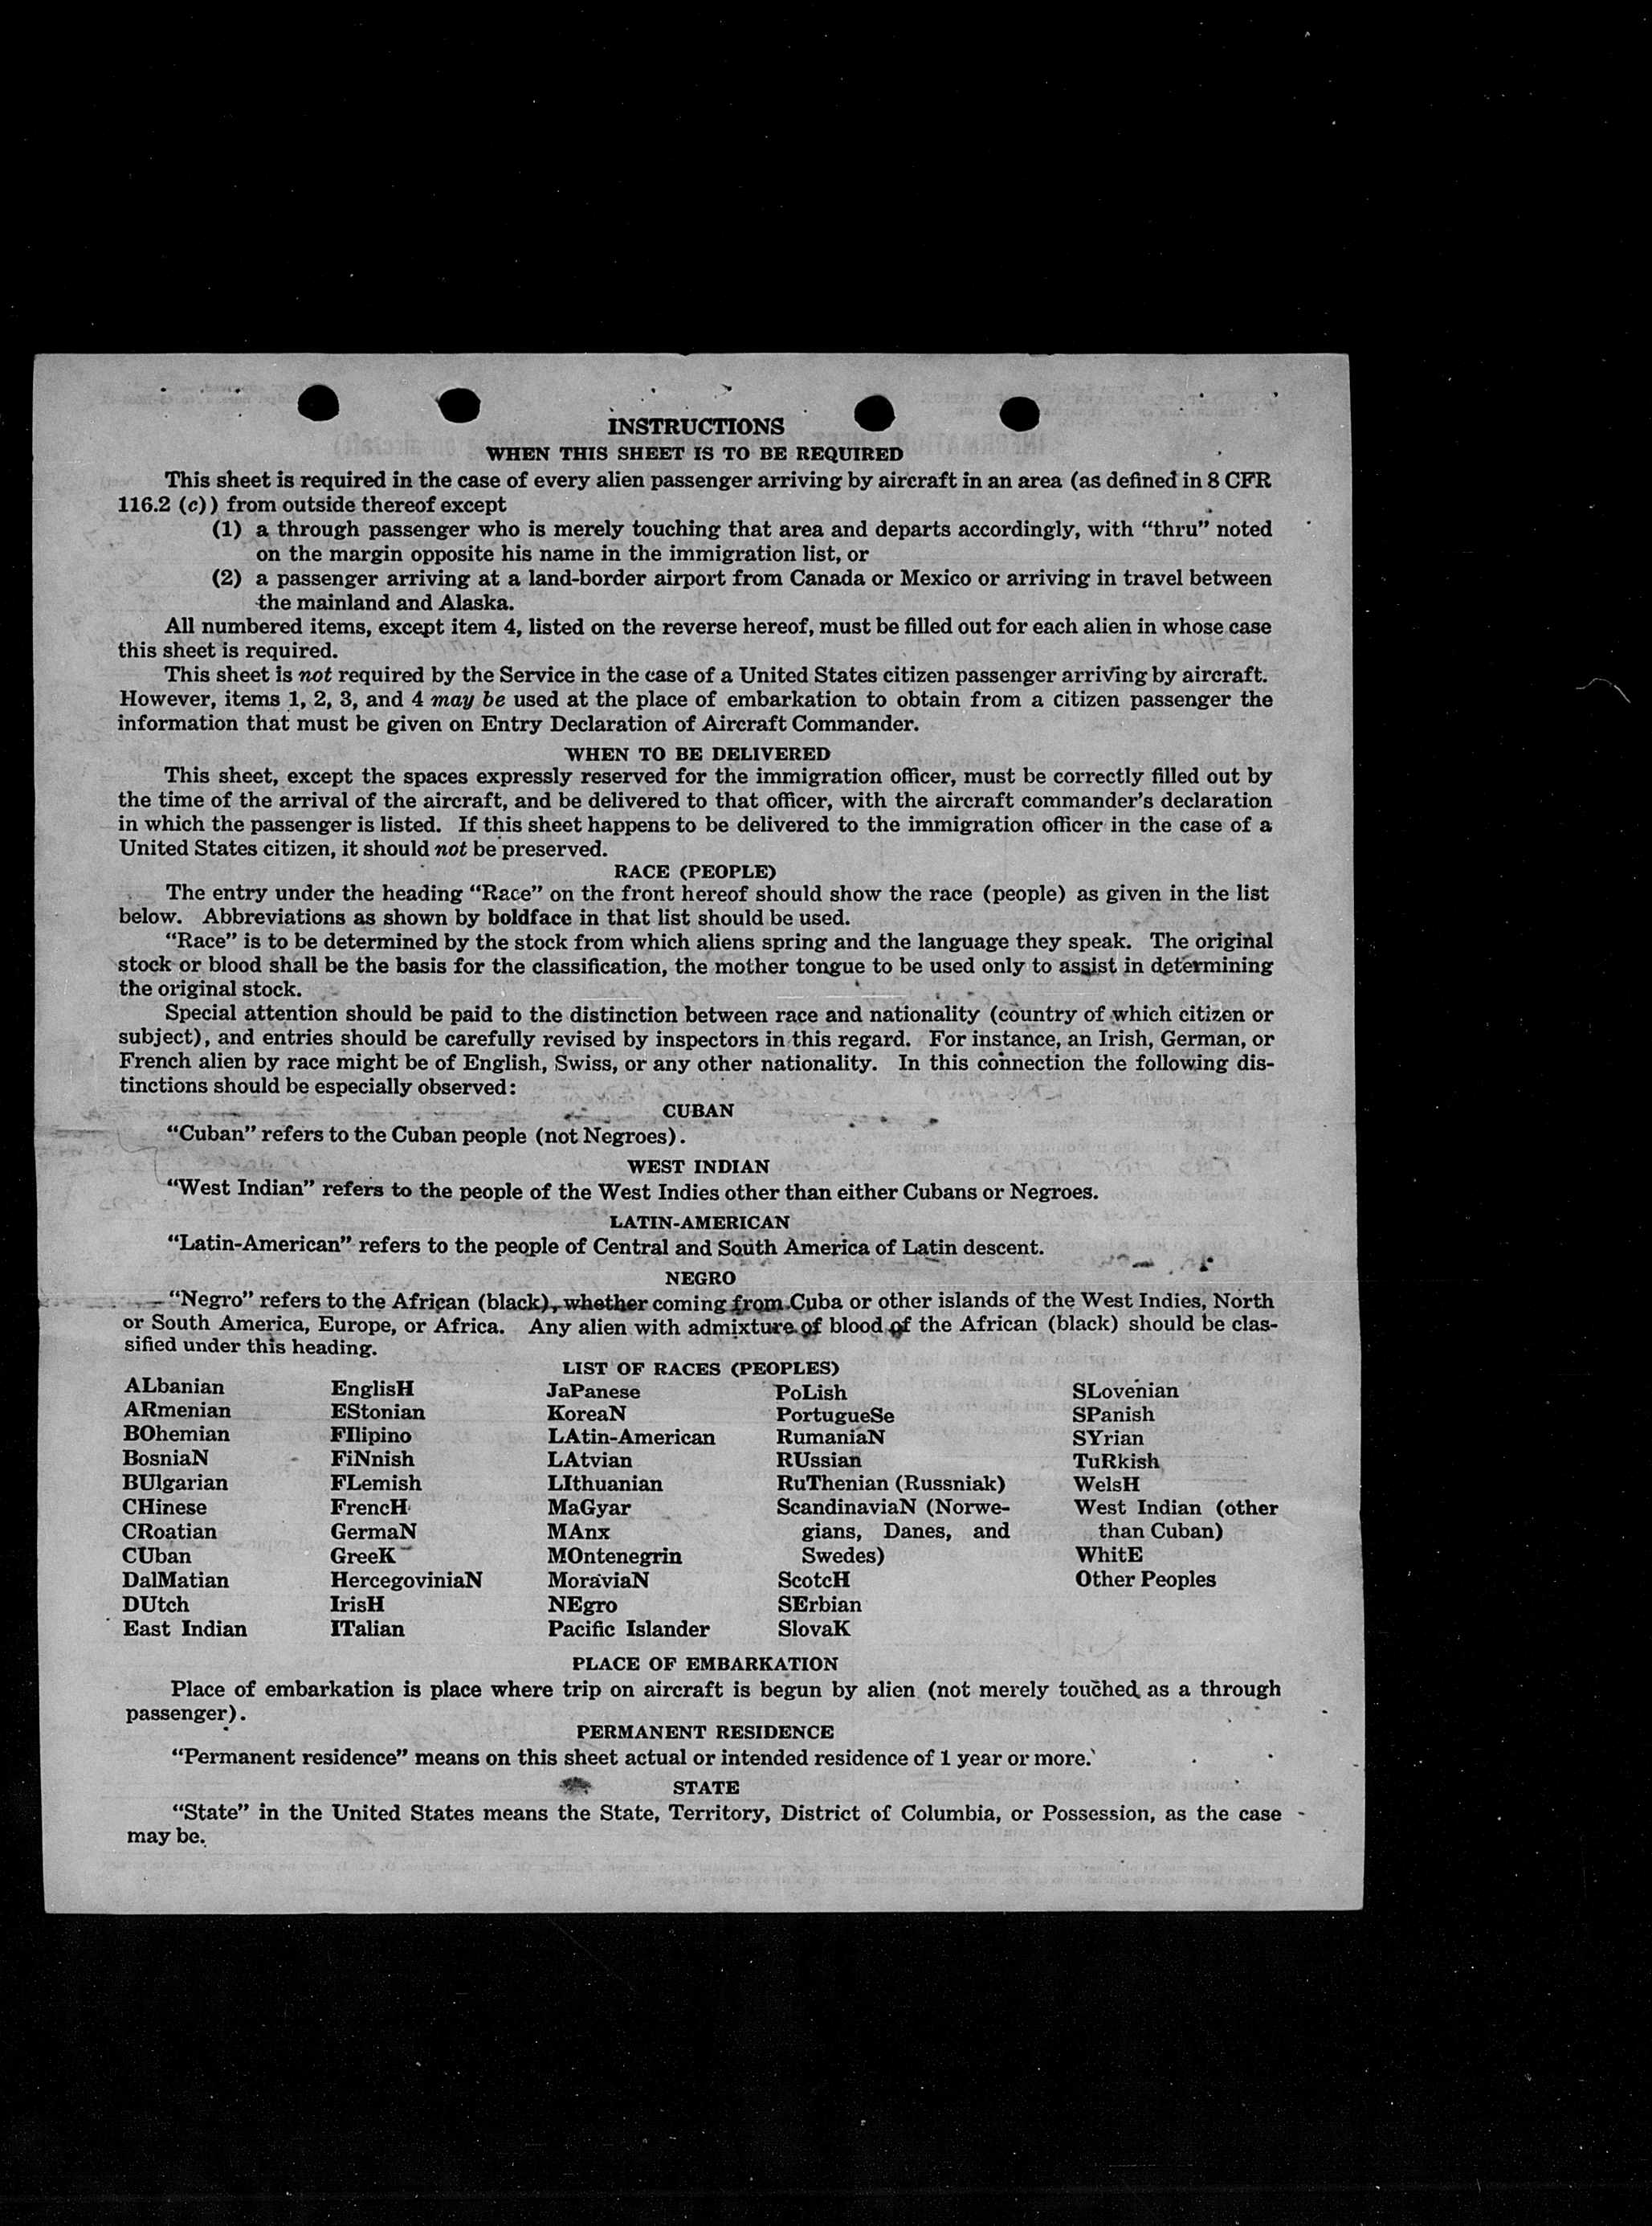 INSTRUCTIONS
WHEN THIS SHEET IS TO BE REQUIRED
This sheet is required in the case of every alien passenger arriving by aircraft in an area (as defined in 8 CFR
116.2 (c)) from outside thereof except
(1) a through passenger who is merely touching that area and departs accordingly, with “thru” noted
on the margin opposite his name in the immigration list, or
(2) a passenger arriving at a land-border airport from Canada or Mexico or arriving in travel between
the mainland and Alaska.
All numbered items, except item 4, listed on the reverse hereof, must be filled out for each alien in whose case
this sheet is required.
This sheet is not required by the Service in the case of a United States citizen passenger arriving by aircraft.
However, items 1, 2, 3, and 4 may be used at the place of embarkation to obtain from a citizen passenger the
information that must be given on Entry Declaration of Aircraft Commander.
WHEN TO BE DELIVERED
This sheet, except the spaces expressly reserved for the immigration officer, must be correctly filled out by
the time of the arrival of the aircraft, and be delivered to that officer, with the aircraft commander’s declaration
in which the passenger is listed. If this sheet happens to be delivered to the immigration officer in the case of a
United States citizen, it should not be preserved.
RACE (PEOPLE)
The entry under the heading “Race” on the front hereof should show the race (people) as given in the list
below. Abbreviations as shown by boldface in that list should be used.
“Race” is to be determined by the stock from which aliens spring and the language they speak. The original
stock or blood shall be the basis for the classification, the mother tongue to be used only to assist in determining
the original stock.
Special attention should be paid to the distinction between race and nationality (country of which citizen or
subject), and entries should be carefully revised by inspectors in this regard. For instance, an Irish, German, or
French alien by race might be of English, Swiss, or any other nationality. In this connection the following dis-
tinctions should be especially observed:
CUBAN
“Cuban” refers to the Cuban people (not Negroes).
WEST INDIAN
“West Indian” refers to the people of the West Indies other than either Cubans or Negroes.
LATIN-AMERICAN
“Latin-American” refers to the people of Central and South America of Latin descent.
NEGRO
“Negro” refers to the African (black), whether coming from Cuba or other islands of the West Indies, North
or South America, Europe, or Africa. Any alien with admixture of blood of the African (black) should be clas-
sified under this heading.
LIST OF RACES (PEOPLES)
ALbanian
ARmenian
BOhemian
BosniaN
BUlgarian
CHinese
CRoatian
CUban
DalMatian
DUtch
East Indian
EnglisH
EStonian
FIlipino
FiNnish
FLemish
FrencH
GermaN
GreeK
HercegoviniaN
IrisH
ITalian
JaPanese
KoreaN
LAtin-American
LAtvian
LIthuanian
MaGyar
MAnx
MOntenegrin
MoraviaN
NEgro
Pacific Islander
PoLish
PortugueSe
RumaniaN
RUssian
RuThenian (Russniak)
ScandinaviaN (Norwe-
gians, Danes, and
Swedes)
ScotcH
SErbian
SlovaK
SLovenian
SPanish
SYrian
TuRkish
WelsH
West Indian (other
than Cuban)
WhitE
Other Peoples
PLACE OF EMBARKATION
Place of embarkation is place where trip on aircraft is begun by alien (not merely touched as a through
passenger).
PERMANENT RESIDENCE
“Permanent residence” means on this sheet actual or intended residence of 1 year or more.
STATE
“State” in the United States means the State, Territory, District of Columbia, or Possession, as the case
may be.